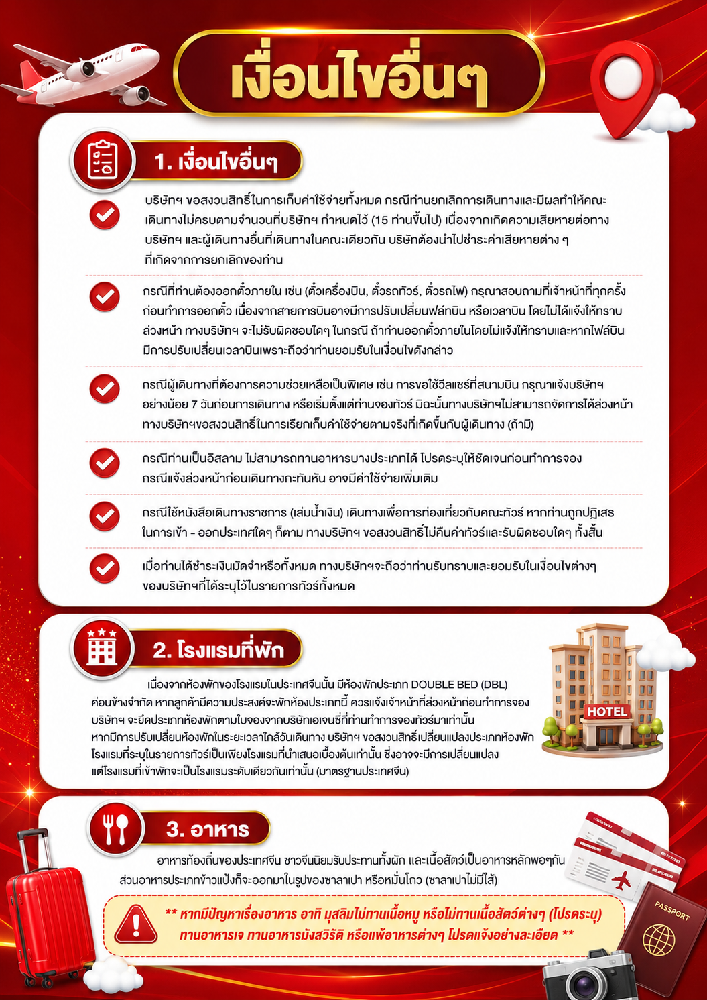 เงื่อนไขอื่นๆ
1. เงื่อนไขอื่นๆ
บริษัทฯ ขอสงวนสิทธิ์ในการเก็บค่าใช้จ่ายทั้งหมด กรณีท่านยกเลิกการเดินทางและมีผลทำให้คณะ
เดินทางไม่ครบตามจำนวนที่บริษัทฯ กำหนดไว้ (15 ท่านขึ้นไป) เนื่องจากเกิดความเสียหายต่อทาง
บริษัทฯ และผู้เดินทางอื่นที่เดินทางในคณะเดียวกัน บริษัทต้องนำไปชำระค่าเสียหายต่าง ๆ
ที่เกิดจากการยกเลิกของท่าน
กรณีที่ท่านต้องออกตั๋วภายใน เช่น (ตั๋วเครื่องบิน, ตั๋วรถทัวร์, ตั๋วรถไฟ) กรุณาสอบถามที่เจ้าหน้าที่ทุกครั้ง
ก่อนทำการออกตั๋ว เนื่องจากสายการบินอาจมีการปรับเปลี่ยนฟล์ทบิน หรือเวลาบิน โดยไม่ได้แจ้งให้ทราบ
ล่วงหน้า ทางบริษัทฯ จะไม่รับผิดชอบใดๆ ในกรณี ถ้าท่านออกตั๋วภายในโดยไม่แจ้งให้ทราบและหากไฟล์บิน
มีการปรับเปลี่ยนเวลาบินเพราะถือว่าท่านยอมรับในเงื่อนไขดังกล่าว
กรณีผู้เดินทางที่ต้องการความช่วยเหลือเป็นพิเศษ เช่น การขอใช้วีลแชร์ที่สนามบิน กรุณาแจ้งบริษัทฯ
อย่างน้อย 7 วันก่อนการเดินทาง หรือเริ่มตั้งแต่ท่านจองทัวร์ มิฉะนั้นทางบริษัทฯไม่สามารถจัดการได้ล่วงหน้า
ทางบริษัทฯขอสงวนสิทธิ์ในการเรียกเก็บค่าใช้จ่ายตามจริงที่เกิดขึ้นกับผู้เดินทาง (ถ้ามี)
กรณีท่านเป็นอิสลาม ไม่สามารถทานอาหารบางประเภทได้ โปรดระบุให้ชัดเจนก่อนทำการจอง
กรณีแจ้งล่วงหน้าก่อนเดินทางกะทันหัน อาจมีค่าใช้จ่ายเพิ่มเติม
กรณีใช้หนังสือเดินทางราชการ (เล่มน้ำเงิน) เดินทางเพื่อการท่องเที่ยวกับคณะทัวร์ หากท่านถูกปฏิเสธ
ในการเข้า - ออกประเทศใดๆ ก็ตาม ทางบริษัทฯ ขอสงวนสิทธิ์ไม่คืนค่าทัวร์และรับผิดชอบใดๆ ทั้งสิ้น
เมื่อท่านได้ชำระเงินมัดจำหรือทั้งหมด ทางบริษัทฯจะถือว่าท่านรับทราบและยอมรับในเงื่อนไขต่างๆ
ของบริษัทฯที่ได้ระบุไว้ในรายการทัวร์ทั้งหมด
2. โรงแรมที่พัก
เนื่องจากห้องพักของโรงแรมในประเทศจีนนั้น มีห้องพักประเภท DOUBLE BED (DBL)
ค่อนข้างจำกัด หากลูกค้ามีความประสงค์จะพักห้องประเภทนี้ ควรแจ้งเจ้าหน้าที่ล่วงหน้าก่อนทำการจอง
บริษัทฯ จะยึดประเภทห้องพักตามใบจองจากบริษัทเอเจนซี่ที่ท่านทำการจองทัวร์มาเท่านั้น
หากมีการปรับเปลี่ยนห้องพักในระยะเวลาใกล้วันเดินทาง บริษัทฯ ขอสงวนสิทธิ์เปลี่ยนแปลงประเภทห้องพัก
โรงแรมที่ระบุในรายการทัวร์เป็นเพียงโรงแรมที่นำเสนอเบื้องต้นเท่านั้น ซึ่งอาจจะมีการเปลี่ยนแปลง
แต่โรงแรมที่เข้าพักจะเป็นโรงแรมระดับเดียวกันเท่านั้น (มาตรฐานประเทศจีน)
HOTEL
3. อาหาร
อาหารท้องถิ่นของประเทศจีน ชาวจีนนิยมรับประทานทั้งผัก และเนื้อสัตว์เป็นอาหารหลักพอๆกัน
ส่วนอาหารประเภทข้าวแป้งก็จะออกมาในรูปของซาลาเปา หรือหมั่นโถว (ซาลาเปาไม่มีไส้)
** หากมีปัญหาเรื่องอาหาร อาทิ มุสลิมไม่ทานเนื้อหมู หรือไม่ทานเนื้อสัตว์ต่างๆ (โปรดระบุ)
ทานอาหารเจ ทานอาหารมังสวิรัติ หรือแพ้อาหารต่างๆ โปรดแจ้งอย่างละเอียด **
PASSPORT